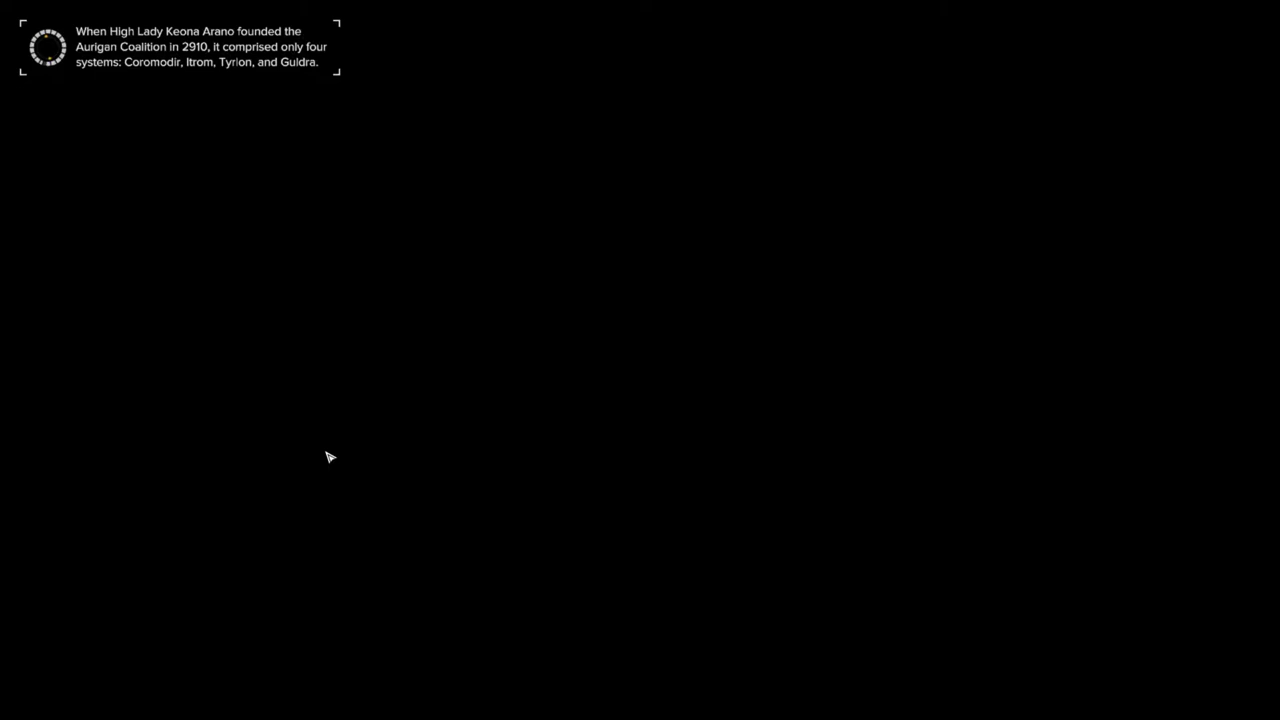 When High Lady Keona Arano founded the
Aurigan Coalition in 2910, it comprised only four
systems: Coromodir, Itrom, Tyrlon, and Guldra.